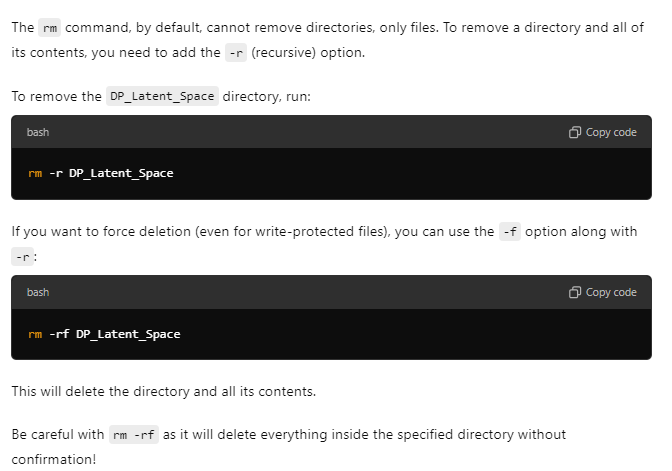 The rm command, by default, cannot remove directories, only files. To remove a directory and all of
its contents, you need to add the -r (recursive) option.
To remove the DP_Latent_Space directory, run:
bash
Copy code
rm -r DP_Latent_Space
If you want to force deletion (even for write-protected files), you can use the -f option along with
-r:
bash
Copy code
rm -rf DP_Latent_Space
This will delete the directory and all its contents.
Be careful with rm -rf as it will delete everything inside the specified directory without
confirmation!